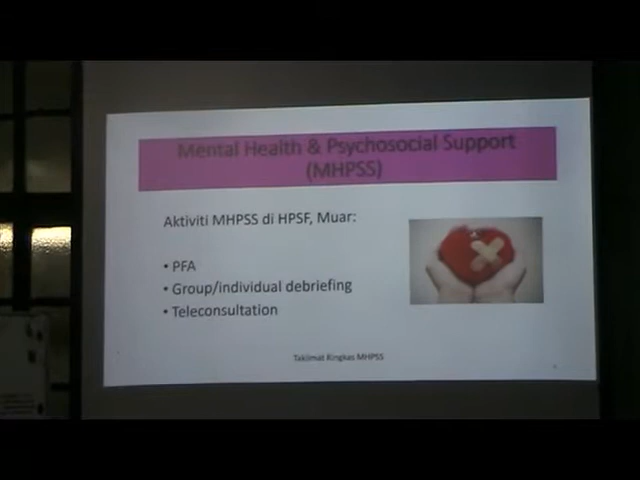 Mental Health & Psychosocial Support
(MHPSS)
Aktiviti MHPSS di HPSF, Muar:
• PFA
• Group/individual debriefing
• Teleconsultation
Taklimat Ringkas MHPSS